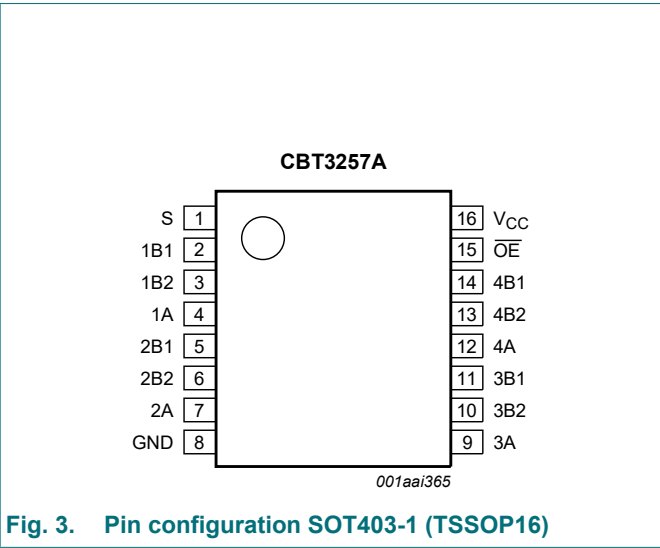 CBT3257A
S 1 16 VCC
1B1 2 15 O̅E̅
1B2 3 14 4B1
1A 4 13 4B2
2B1 5 12 4A
2B2 6 11 3B1
2A 7 10 3B2
GND 8 9 3A
001aai365
Fig. 3. Pin configuration SOT403-1 (TSSOP16)